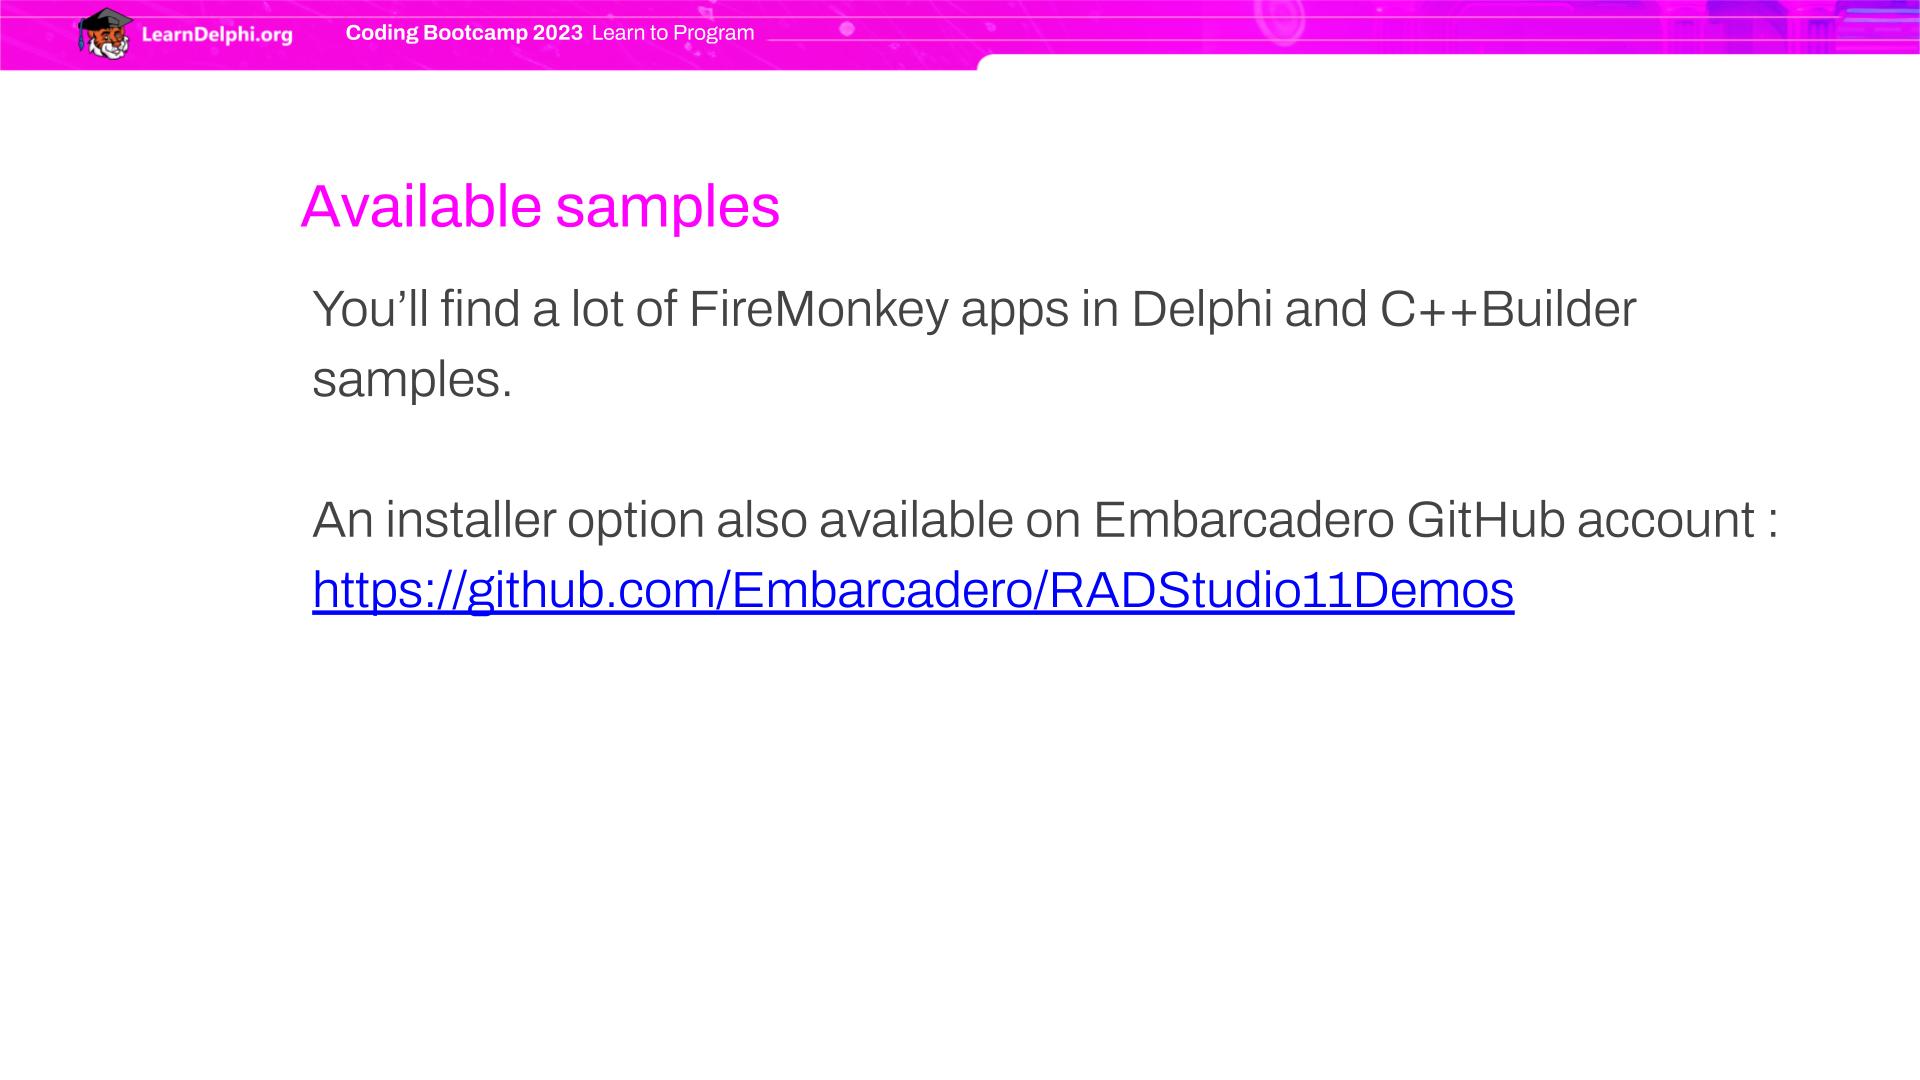 LearnDelphi.org
Coding Bootcamp 2023 Learn to Program
Available samples
You’ll find a lot of FireMonkey apps in Delphi and C++Builder
samples.
An installer option also available on Embarcadero GitHub account :
https://github.com/Embarcadero/RADStudio11Demos